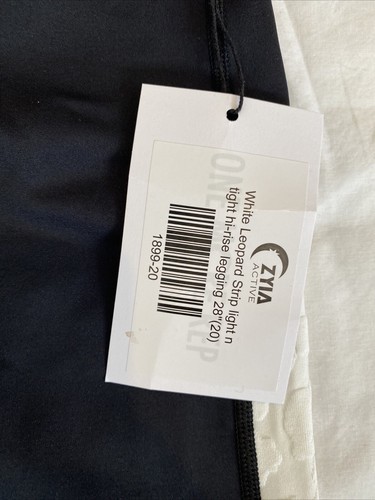 ZYIA
ACTIVE
White Leopard Strip light n
tight hi-rise legging 28"(20)
1899-20